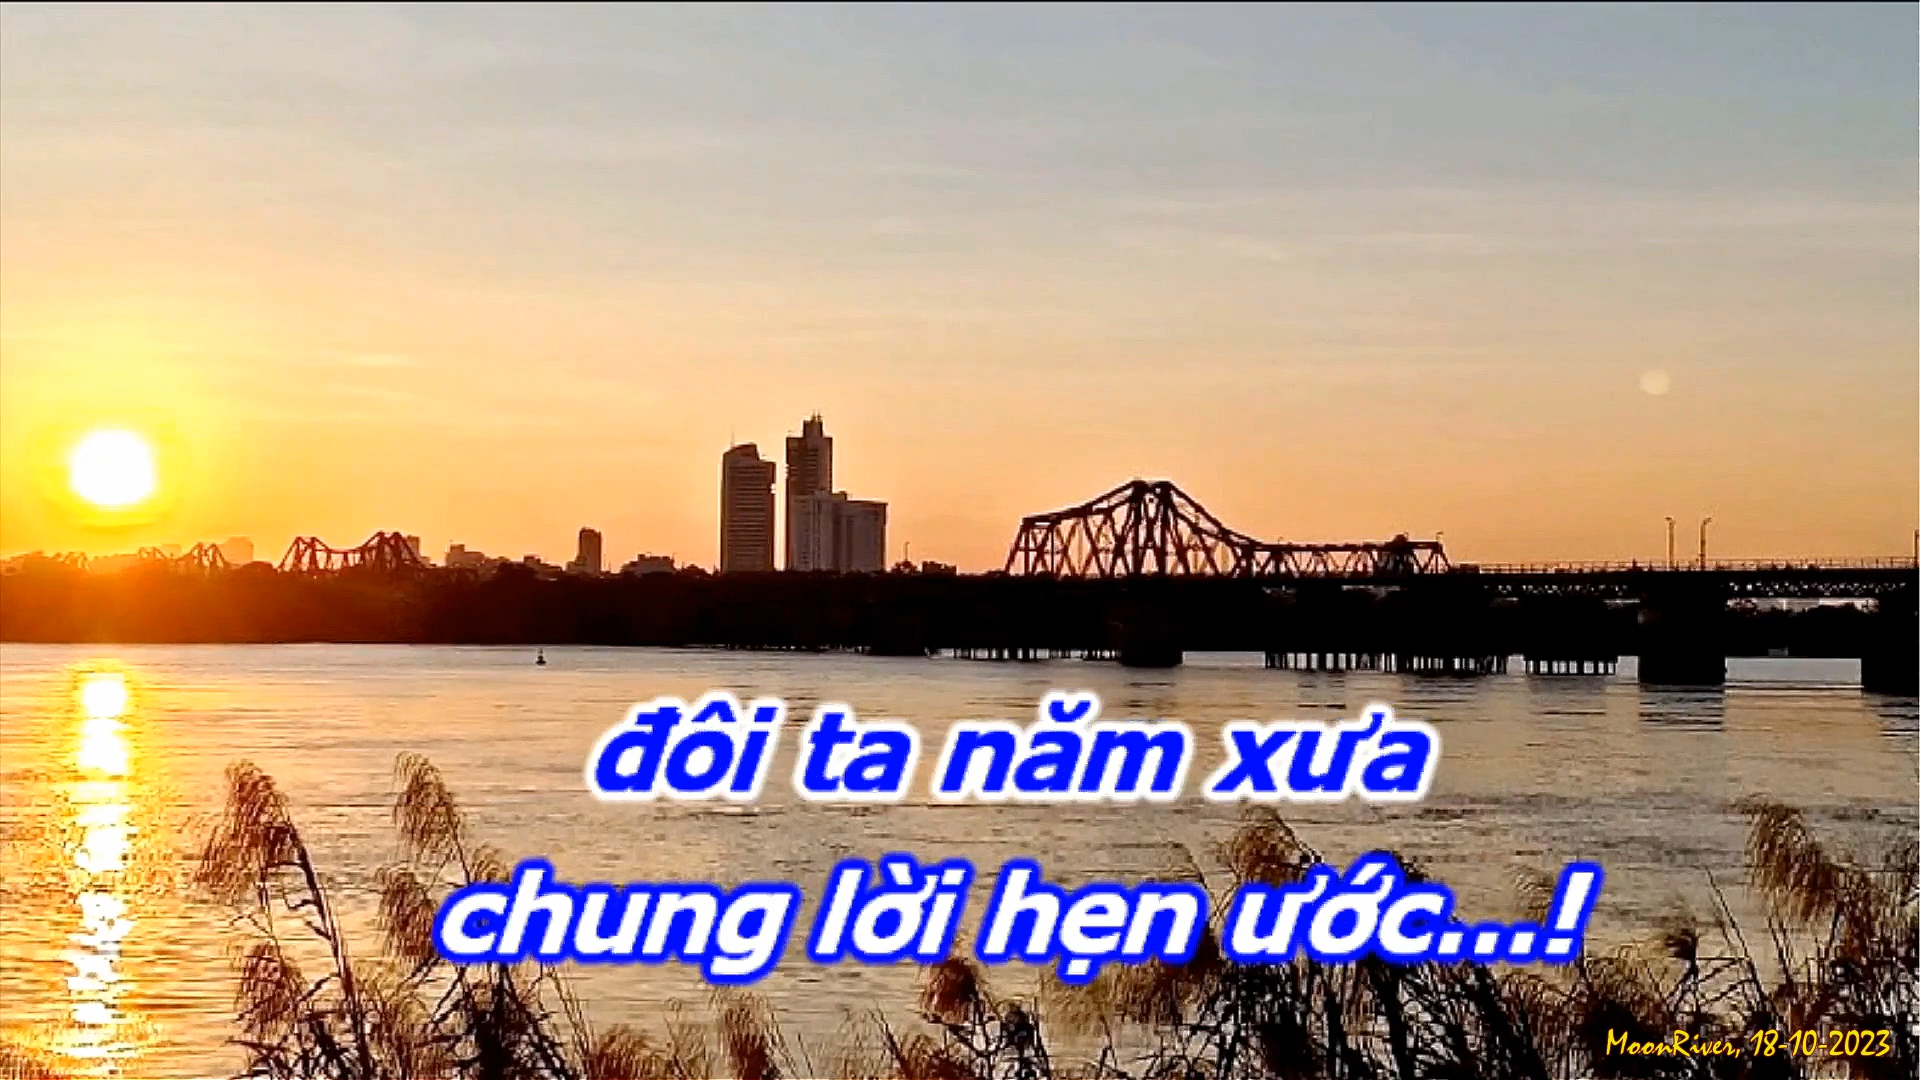 đôi ta năm xưa
chung lời hẹn ước...!
MoonRiver, 18-10-2023